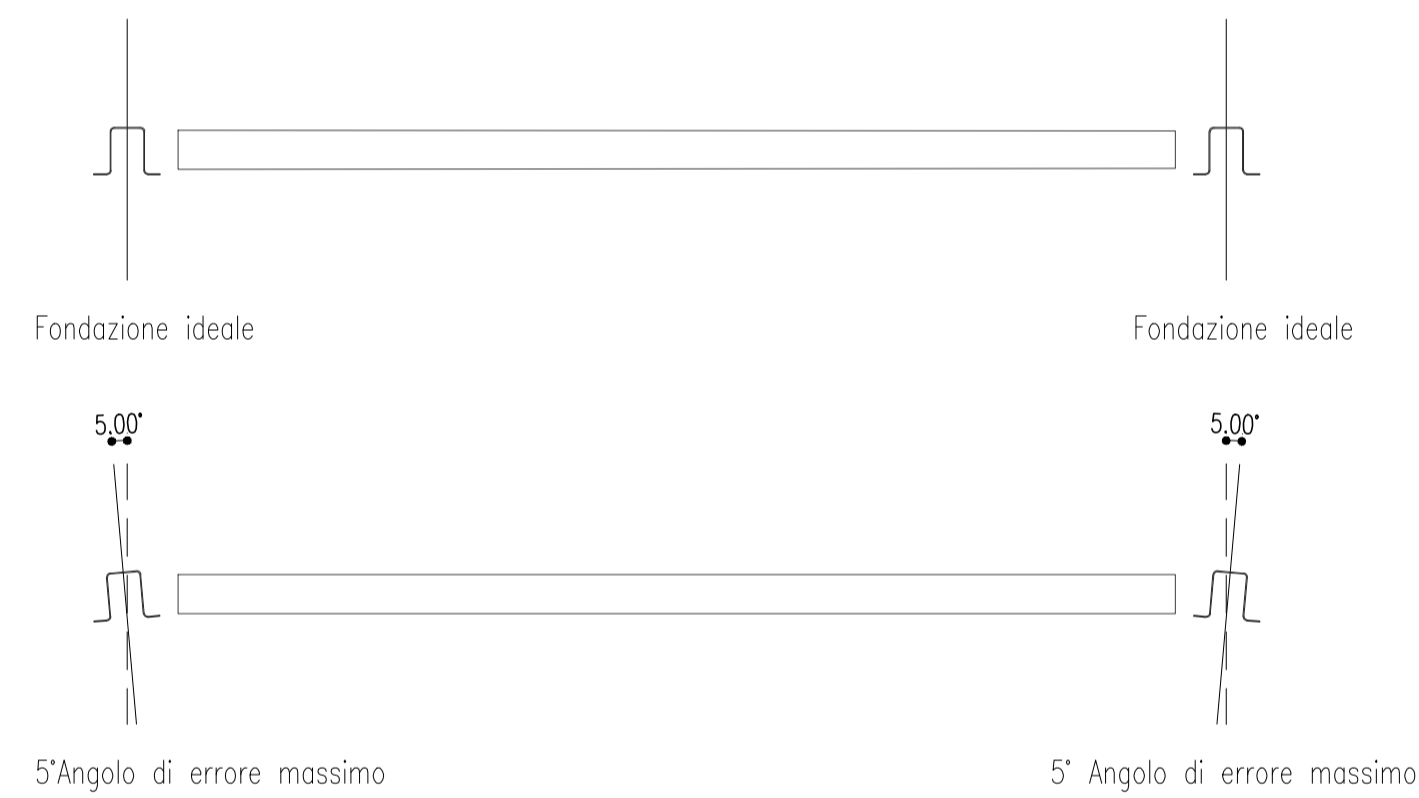 Fondazione ideale
Fondazione ideale
5.00°
5.00°
5°Angolo di errore massimo
5° Angolo di errore massimo